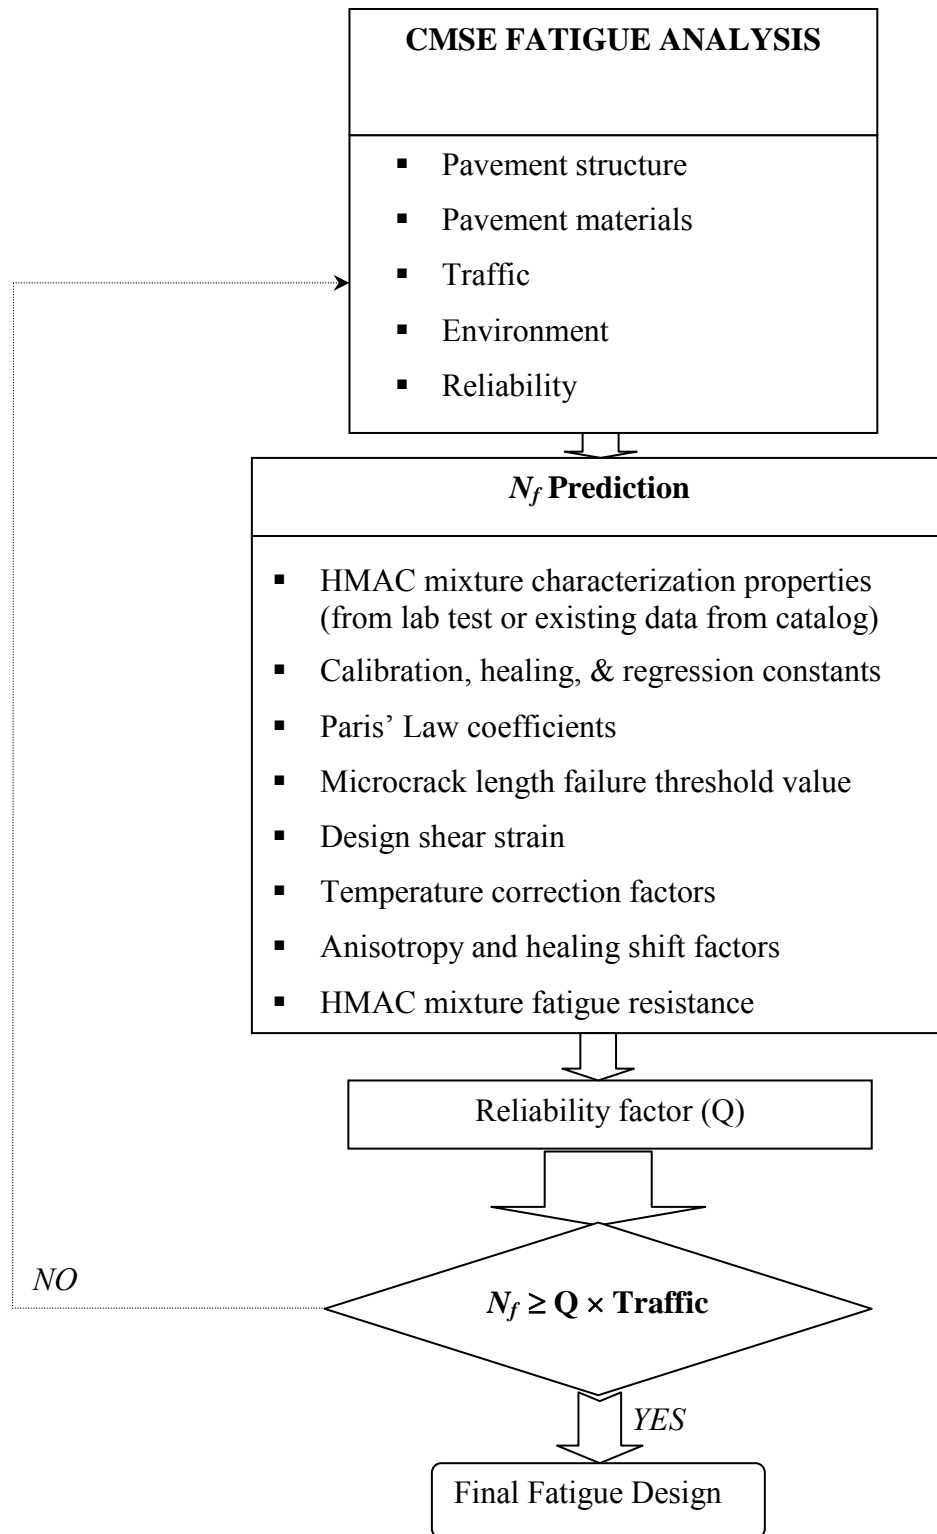 CMSE FATIGUE ANALYSIS
▪ Pavement structure
▪ Pavement materials
▪ Traffic
▪ Environment
▪ Reliability
Nf Prediction
▪ HMAC mixture characterization properties
(from lab test or existing data from catalog)
▪ Calibration, healing, & regression constants
▪ Paris’ Law coefficients
▪ Microcrack length failure threshold value
▪ Design shear strain
▪ Temperature correction factors
▪ Anisotropy and healing shift factors
▪ HMAC mixture fatigue resistance
Reliability factor (Q)
NO
Nf ≥ Q × Traffic
YES
Final Fatigue Design